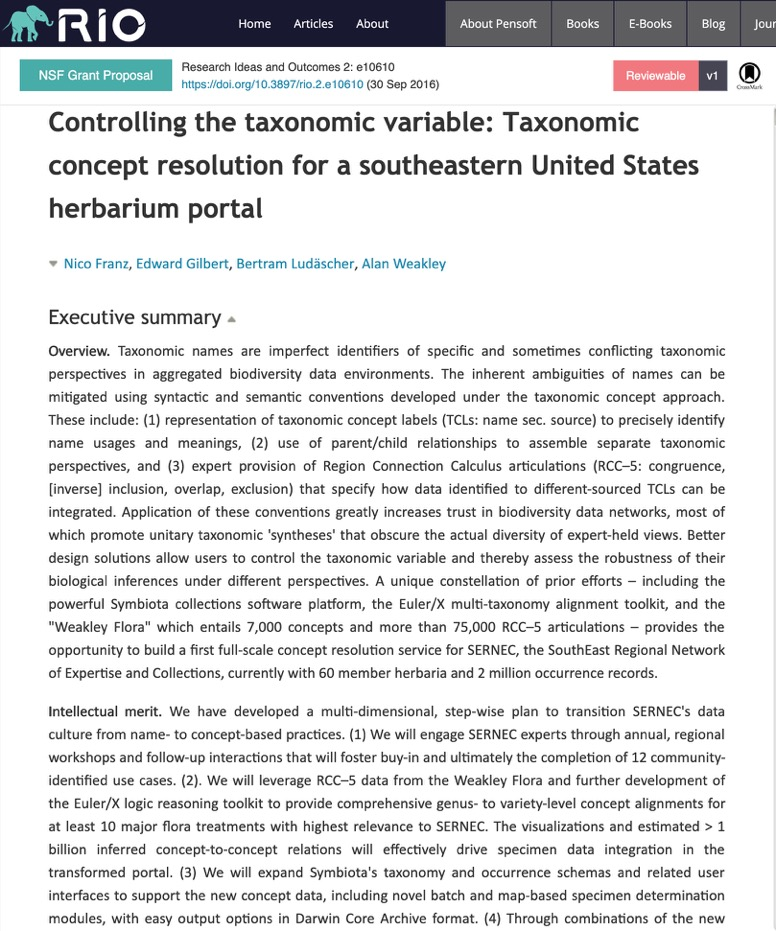 RIO
Home Articles About About Pensoft Books E-Books Blog Jour
NSF Grant Proposal
Research Ideas and Outcomes 2: e10610
https://doi.org/10.3897/rio.2.e10610 (30 Sep 2016)
Reviewable v1
CrossMark
Controlling the taxonomic variable: Taxonomic
concept resolution for a southeastern United States
herbarium portal
Nico Franz, Edward Gilbert, Bertram Ludäscher, Alan Weakley
Executive summary
Overview. Taxonomic names are imperfect identifiers of specific and sometimes conflicting taxonomic
perspectives in aggregated biodiversity data environments. The inherent ambiguities of names can be
mitigated using syntactic and semantic conventions developed under the taxonomic concept approach.
These include: (1) representation of taxonomic concept labels (TCLs: name sec. source) to precisely identify
name usages and meanings, (2) use of parent/child relationships to assemble separate taxonomic
perspectives, and (3) expert provision of Region Connection Calculus articulations (RCC–5: congruence,
[inverse] inclusion, overlap, exclusion) that specify how data identified to different-sourced TCLs can be
integrated. Application of these conventions greatly increases trust in biodiversity data networks, most of
which promote unitary taxonomic 'syntheses' that obscure the actual diversity of expert-held views. Better
design solutions allow users to control the taxonomic variable and thereby assess the robustness of their
biological inferences under different perspectives. A unique constellation of prior efforts – including the
powerful Symbiota collections software platform, the Euler/X multi-taxonomy alignment toolkit, and the
"Weakley Flora" which entails 7,000 concepts and more than 75,000 RCC–5 articulations – provides the
opportunity to build a first full-scale concept resolution service for SERNEC, the SouthEast Regional Network
of Expertise and Collections, currently with 60 member herbaria and 2 million occurrence records.
Intellectual merit. We have developed a multi-dimensional, step-wise plan to transition SERNEC's data
culture from name- to concept-based practices. (1) We will engage SERNEC experts through annual, regional
workshops and follow-up interactions that will foster buy-in and ultimately the completion of 12 community-
identified use cases. (2). We will leverage RCC–5 data from the Weakley Flora and further development of
the Euler/X logic reasoning toolkit to provide comprehensive genus- to variety-level concept alignments for
at least 10 major flora treatments with highest relevance to SERNEC. The visualizations and estimated > 1
billion inferred concept-to-concept relations will effectively drive specimen data integration in the
transformed portal. (3) We will expand Symbiota's taxonomy and occurrence schemas and related user
interfaces to support the new concept data, including novel batch and map-based specimen determination
modules, with easy output options in Darwin Core Archive format. (4) Through combinations of the new